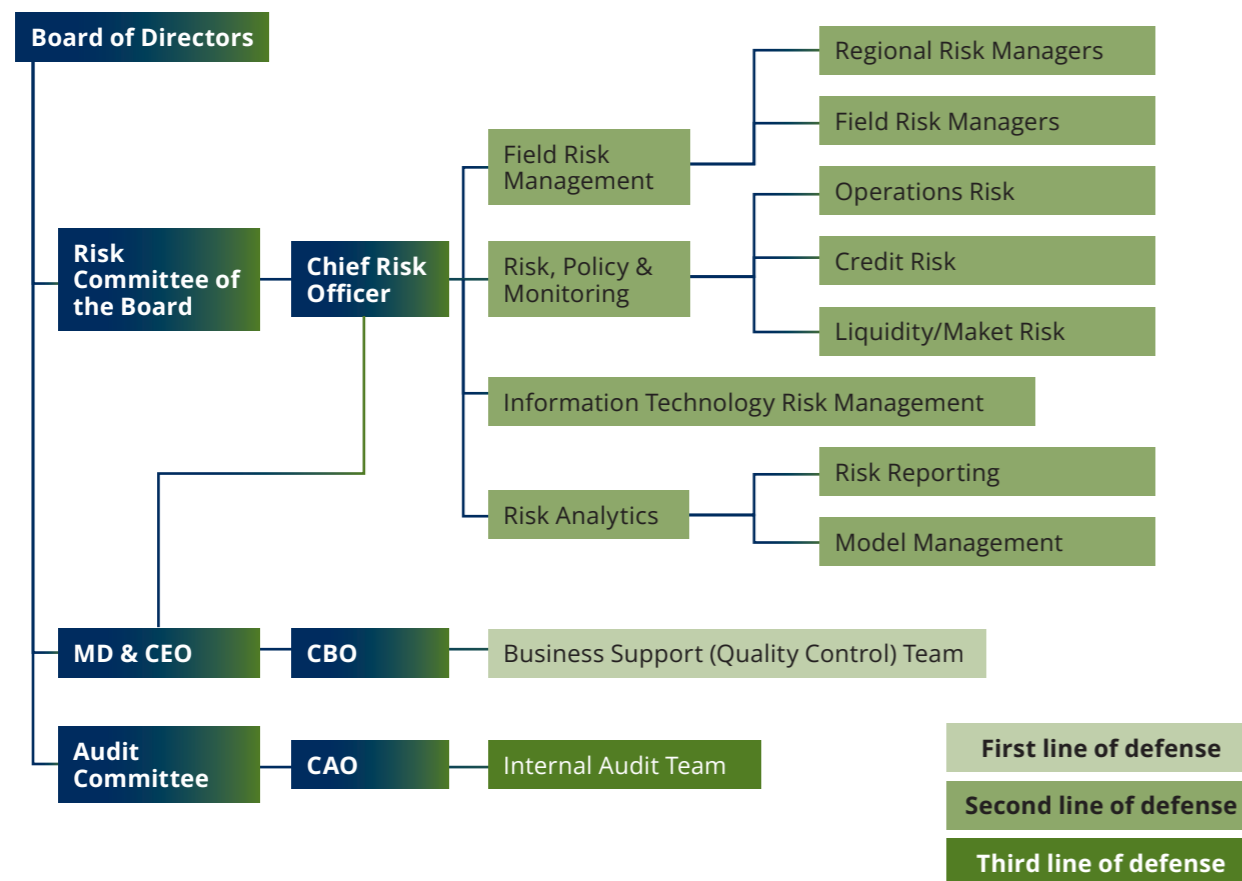 Board of Directors
Regional Risk Managers
Field Risk Managers
Field Risk
Management
Operations Risk
Risk
Committee of
the Board
Chief Risk
Officer
Risk, Policy &
Monitoring
Credit Risk
Liquidity/Maket Risk
Information Technology Risk Management
Risk Reporting
Risk Analytics
Model Management
MD & CEO
CBO
Business Support (Quality Control) Team
Audit
Committee
CAO
Internal Audit Team
First line of defense
Second line of defense
Third line of defense